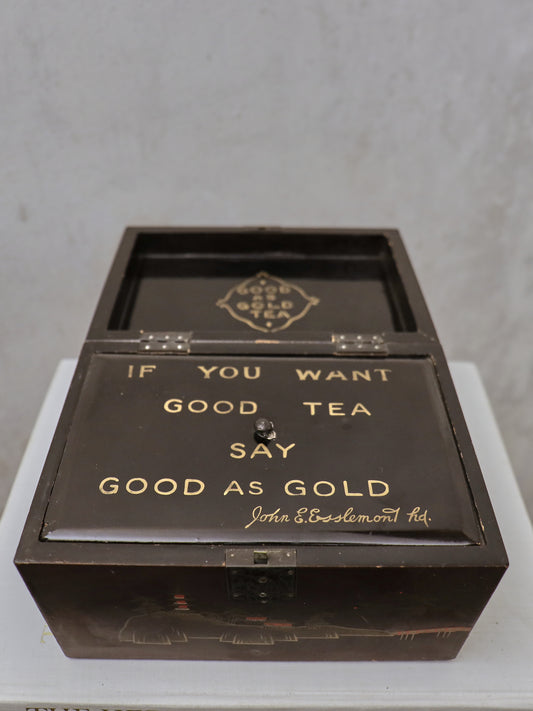 GOOD
AS
GOLD
TEA
IF YOU WANT
GOOD TEA
SAY
GOOD AS GOLD
John E. Esslemont Ld.